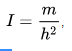 I = m / h²,